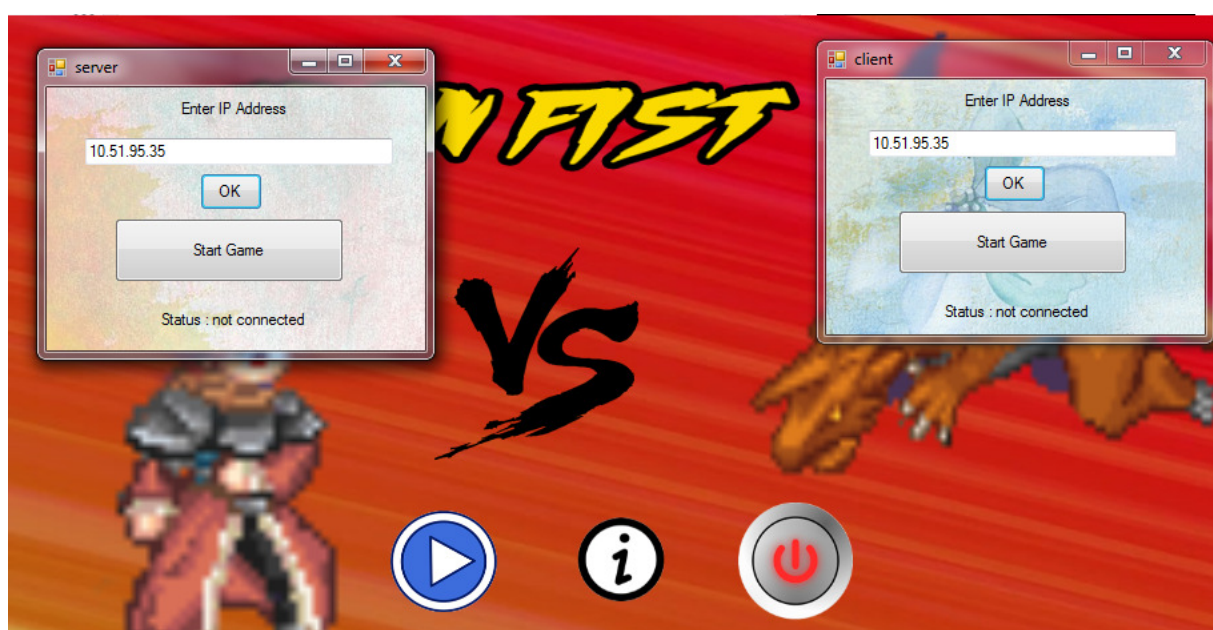 server
Enter IP Address
10.51.95.35
OK
Start Game
Status : not connected
FIST
VS
client
Enter IP Address
10.51.95.35
OK
Start Game
Status : not connected